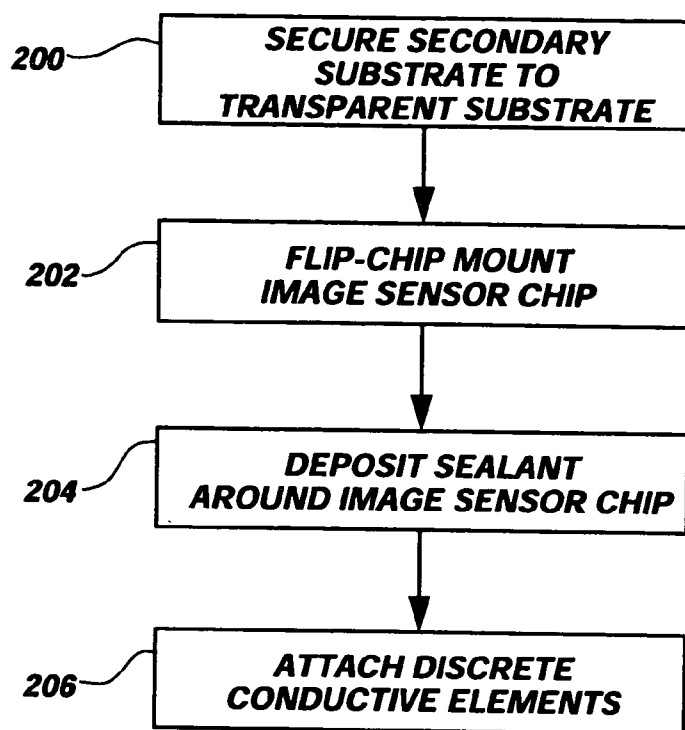 200
SECURE SECONDARY
SUBSTRATE TO
TRANSPARENT SUBSTRATE
202
FLIP-CHIP MOUNT
IMAGE SENSOR CHIP
204
DEPOSIT SEALANT
AROUND IMAGE SENSOR CHIP
206
ATTACH DISCRETE
CONDUCTIVE ELEMENTS